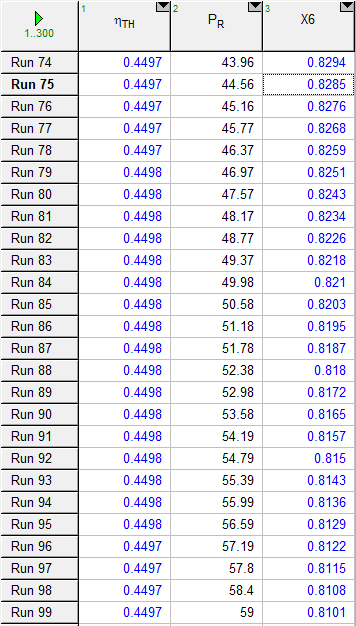 1 2 3
1..300 ηTH PR X6
Run 74 0.4497 43.96 0.8294
Run 75 0.4497 44.56 0.8285
Run 76 0.4497 45.16 0.8276
Run 77 0.4497 45.77 0.8268
Run 78 0.4497 46.37 0.8259
Run 79 0.4498 46.97 0.8251
Run 80 0.4498 47.57 0.8243
Run 81 0.4498 48.17 0.8234
Run 82 0.4498 48.77 0.8226
Run 83 0.4498 49.37 0.8218
Run 84 0.4498 49.98 0.821
Run 85 0.4498 50.58 0.8203
Run 86 0.4498 51.18 0.8195
Run 87 0.4498 51.78 0.8187
Run 88 0.4498 52.38 0.818
Run 89 0.4498 52.98 0.8172
Run 90 0.4498 53.58 0.8165
Run 91 0.4498 54.19 0.8157
Run 92 0.4498 54.79 0.815
Run 93 0.4498 55.39 0.8143
Run 94 0.4498 55.99 0.8136
Run 95 0.4498 56.59 0.8129
Run 96 0.4497 57.19 0.8122
Run 97 0.4497 57.8 0.8115
Run 98 0.4497 58.4 0.8108
Run 99 0.4497 59 0.8101